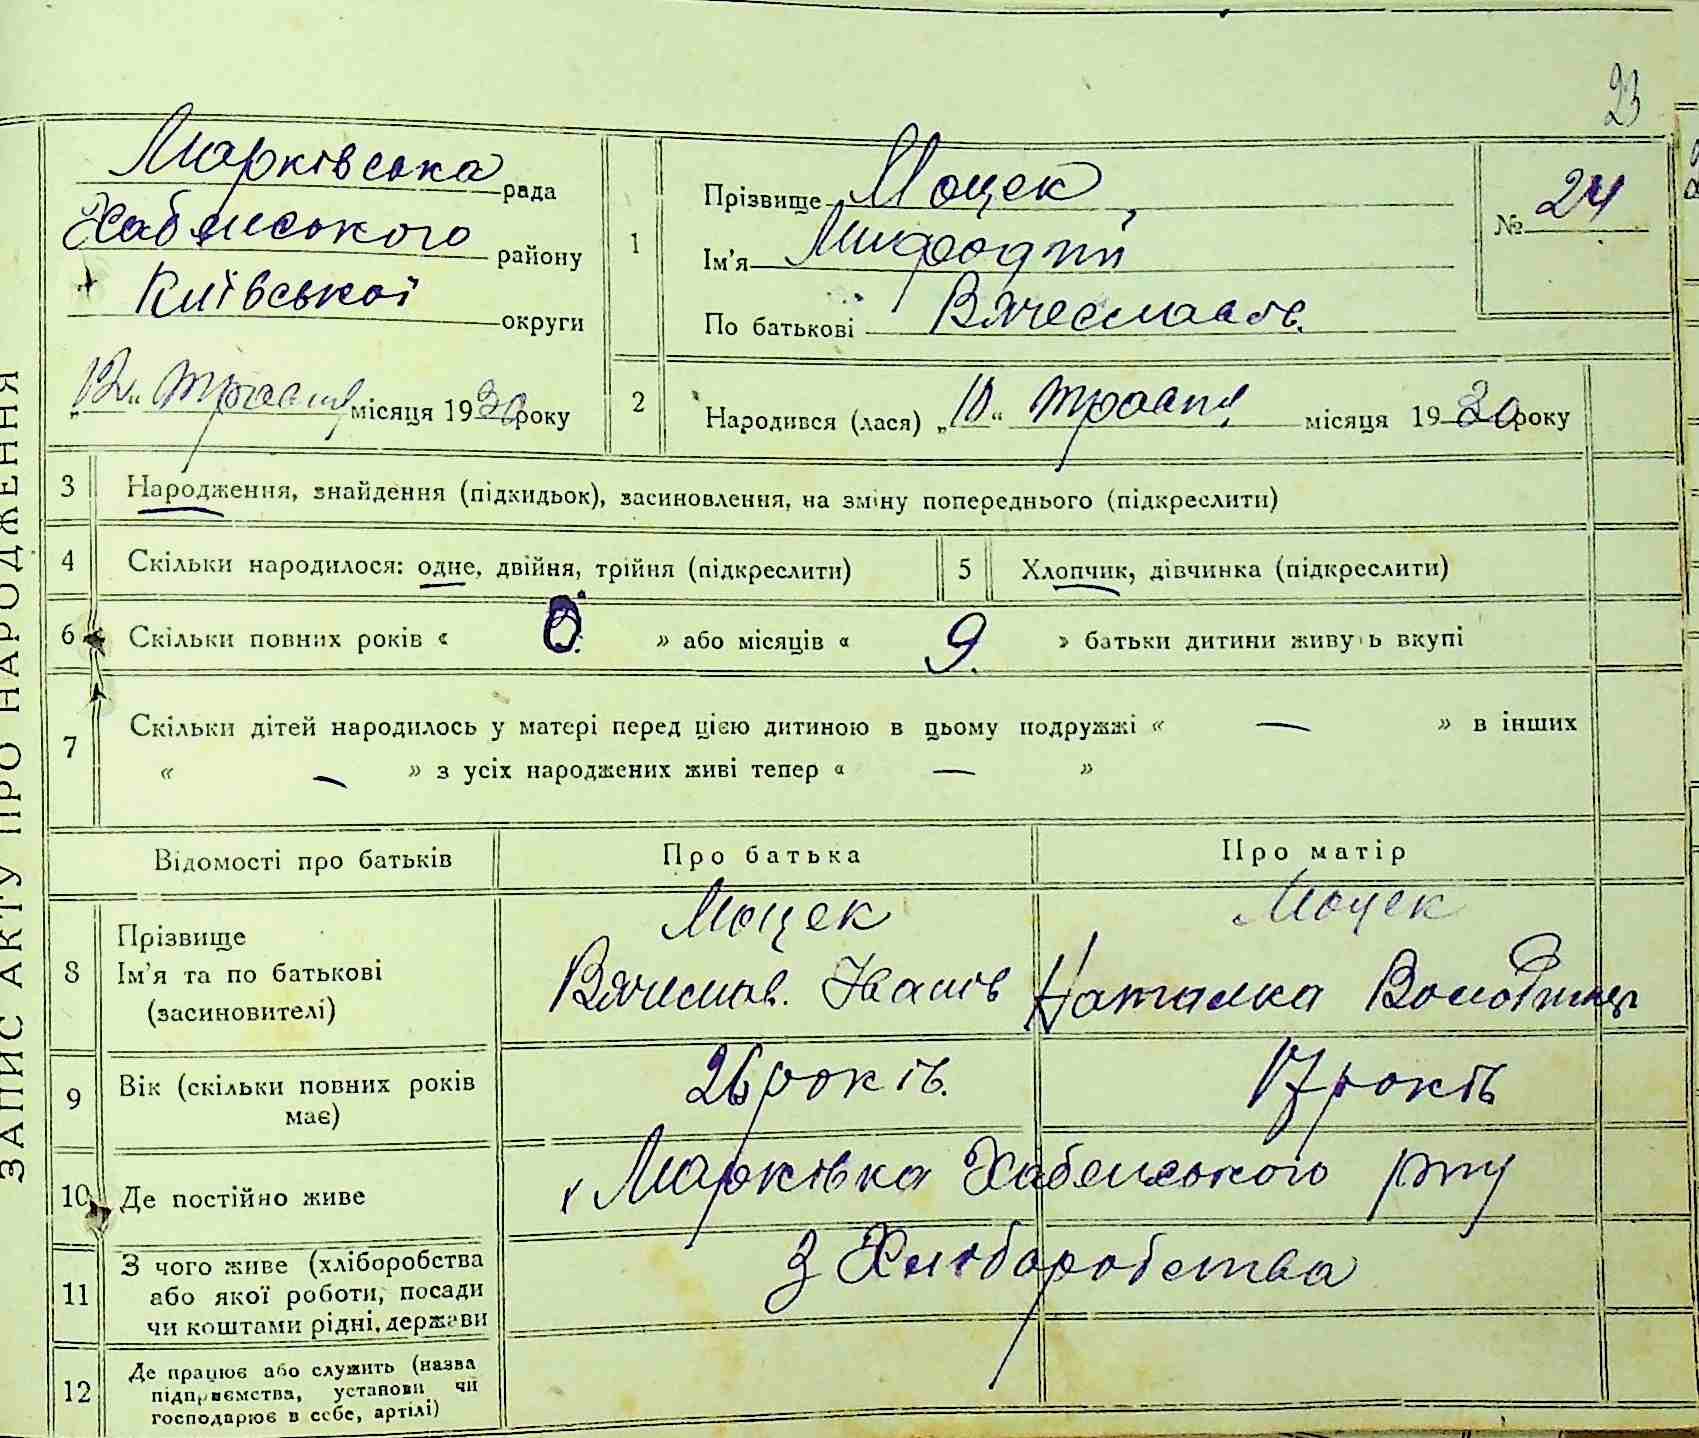 23
ЗАПИС АКТУ ПРО НАРОДЖЕННЯ
Марківська рада
Хабенського району
Київської округи
„12“ травня місяця 1930 року
1
Прізвище Моцек
Ім'я Мифодій
По батькові Вячеславов.
№ 24
2
Народився (лася) „10“ травня місяця 1930 року
3 Народження, знайдення (підкидьок), засиновлення, на зміну попереднього (підкреслити)
4 Скільки народилося: одне, двійня, трійня (підкреслити)
5 Хлопчик, дівчинка (підкреслити)
6 Скільки повних років « 0 » або місяців « 9. » батьки дитини живуть вкупі
7 Скільки дітей народилось у матері перед цією дитиною в цьому подружжі « — » в інших
« — » з усіх народжених живі тепер « — »
Відомості про батьків Про батька Про матір
8 Прізвище
Ім'я та по батькові
(засиновителі)
Моцек
Вячеслав. Іванів
Моцек
Наталка Володимир
9 Вік (скільки повних років
має)
26 років.
17 років
10 Де постійно живе
Марківка Хабенського р-ну
11 З чого живе (хліборобства
або якої роботи, посади
чи коштами рідні, держави
З Хліборобства
12 Де працює або служить (назва
підприємства, установи чи
господарює в себе, артілі)